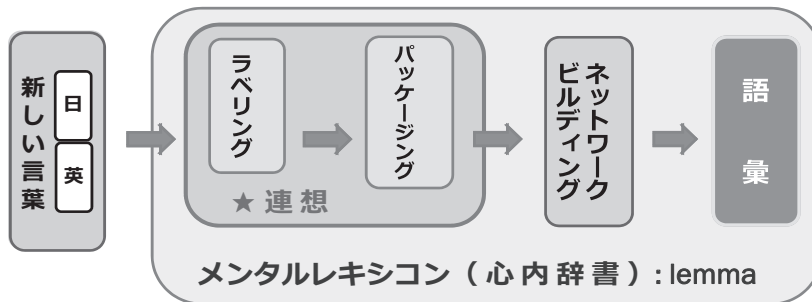 新しい言葉
日
英
ラベリング
パッケージング
★連想
ネットワーク
ビルディング
語彙
メンタルレキシコン（心内辞書）: lemma